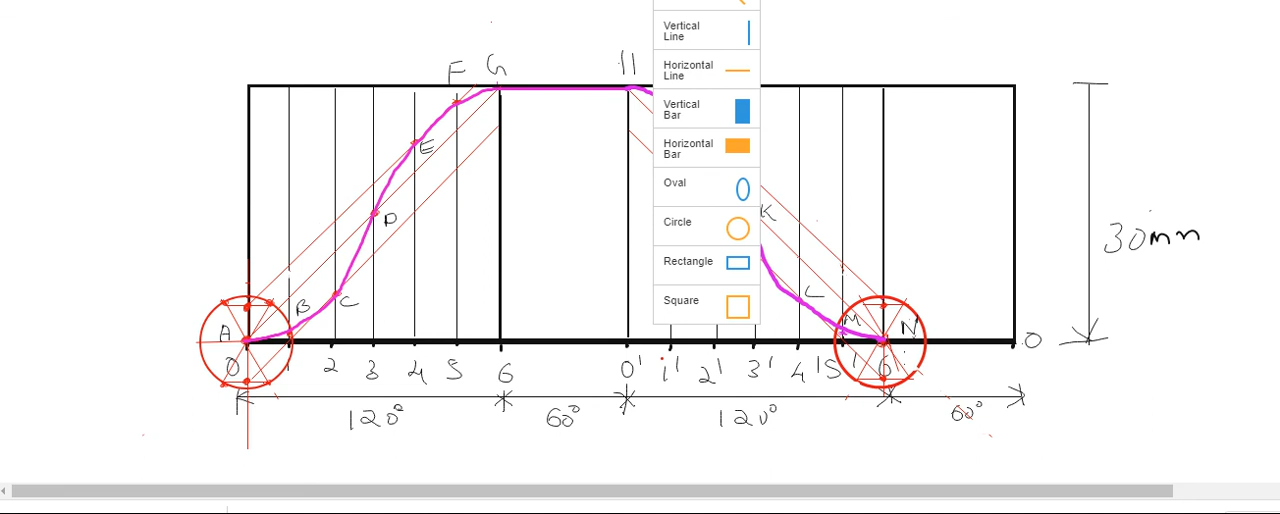 Vertical
Line
Horizontal
Line
Vertical
Bar
Horizontal
Bar
Oval
Circle
Rectangle
Square
F G H
E
D
K
30mm
A B C L M N
0 1 2 3 4 5 6 0' 1' 2' 3' 4' 5' 6' 0
120° 60° 120° 60°